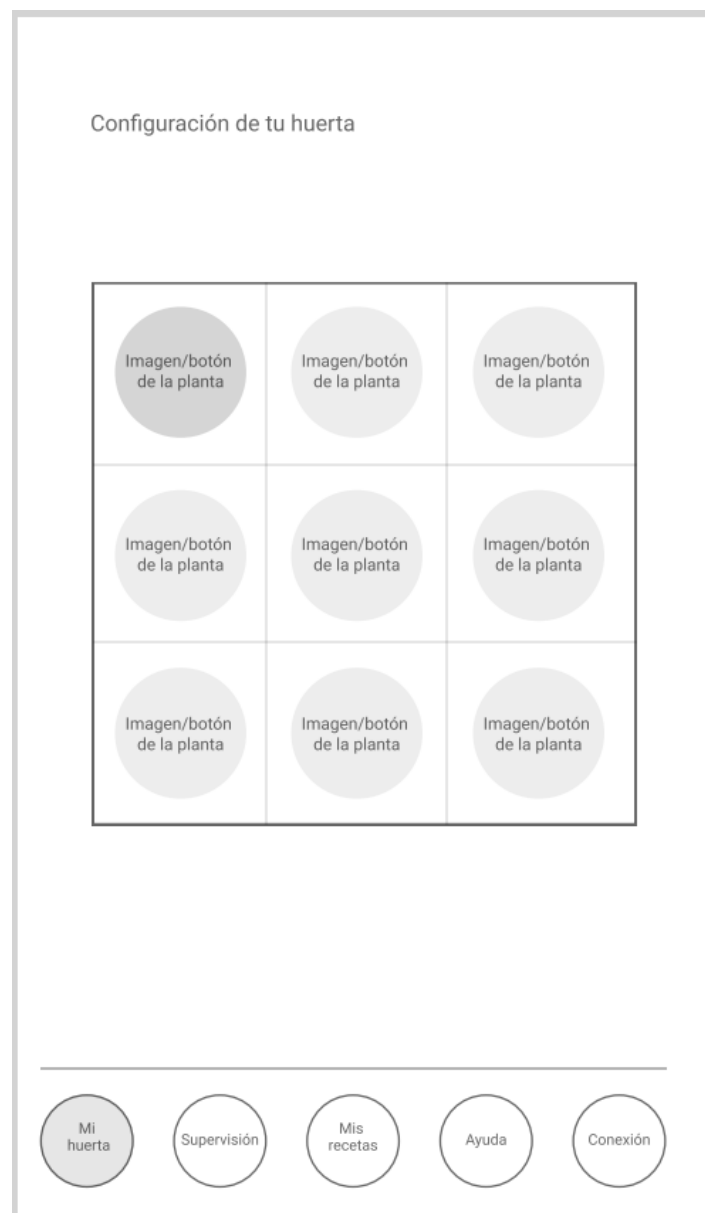 Configuración de tu huerta
Imagen/botón
de la planta
Imagen/botón
de la planta
Imagen/botón
de la planta
Imagen/botón
de la planta
Imagen/botón
de la planta
Imagen/botón
de la planta
Imagen/botón
de la planta
Imagen/botón
de la planta
Imagen/botón
de la planta
Mi
huerta
Supervisión
Mis
recetas
Ayuda
Conexión